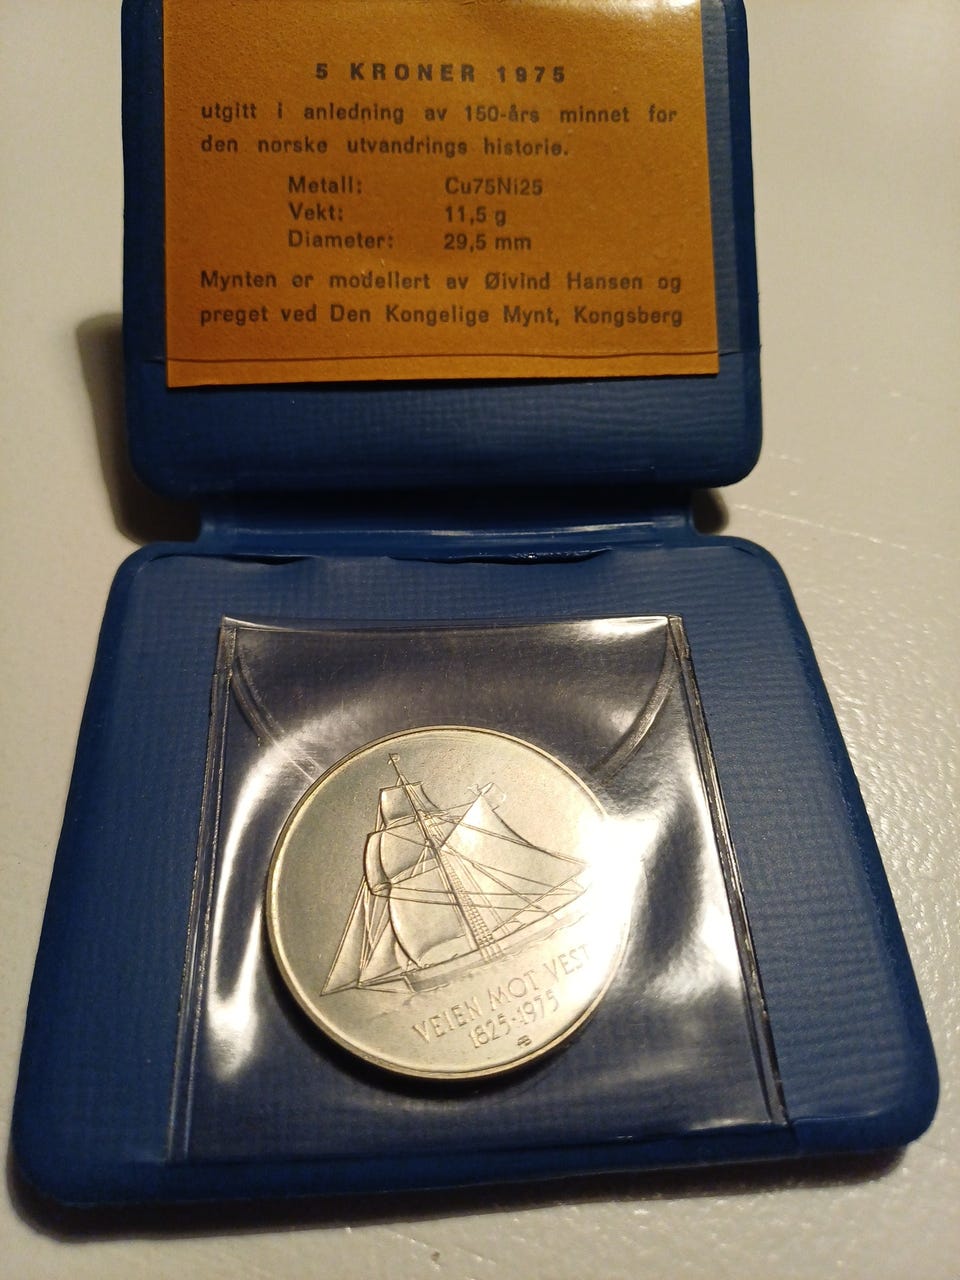 5 KRONER 1975
utgitt i anledning av 150-års minnet for
den norske utvandrings historie.
Metall: Cu75Ni25
Vekt: 11,5 g
Diameter: 29,5 mm
Mynten er modellert av Øivind Hansen og
preget ved Den Kongelige Mynt, Kongsberg
VEIEN MOT VEST
1825-1975